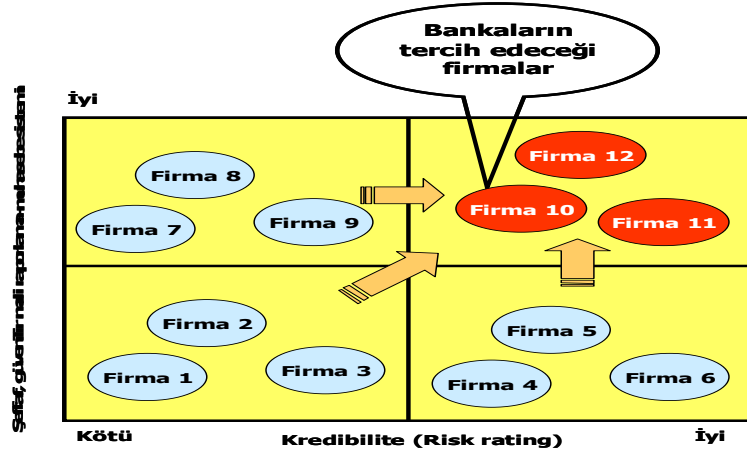 Bankaların
tercih edeceği
firmalar
İyi
Firma 8
Firma 12
Firma 7
Firma 9
Firma 10
Firma 11
Firma 2
Firma 5
Firma 1
Firma 3
Firma 4
Firma 6
Kötü
Kredibilite (Risk rating)
İyi